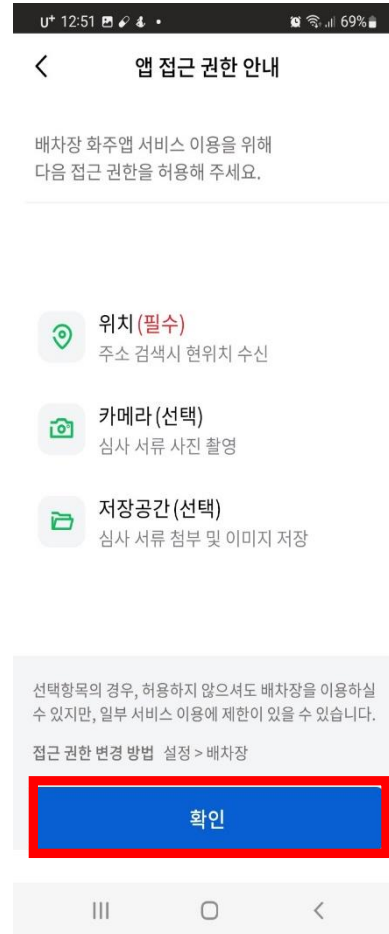 U+ 12:51 69%
앱 접근 권한 안내
배차장 화주앱 서비스 이용을 위해
다음 접근 권한을 허용해 주세요.
위치(필수)
주소 검색시 현위치 수신
카메라(선택)
심사 서류 사진 촬영
저장공간(선택)
심사 서류 첨부 및 이미지 저장
선택항목의 경우, 허용하지 않으셔도 배차장을 이용하실
수 있지만, 일부 서비스 이용에 제한이 있을 수 있습니다.
접근 권한 변경 방법 설정 > 배차장
확인